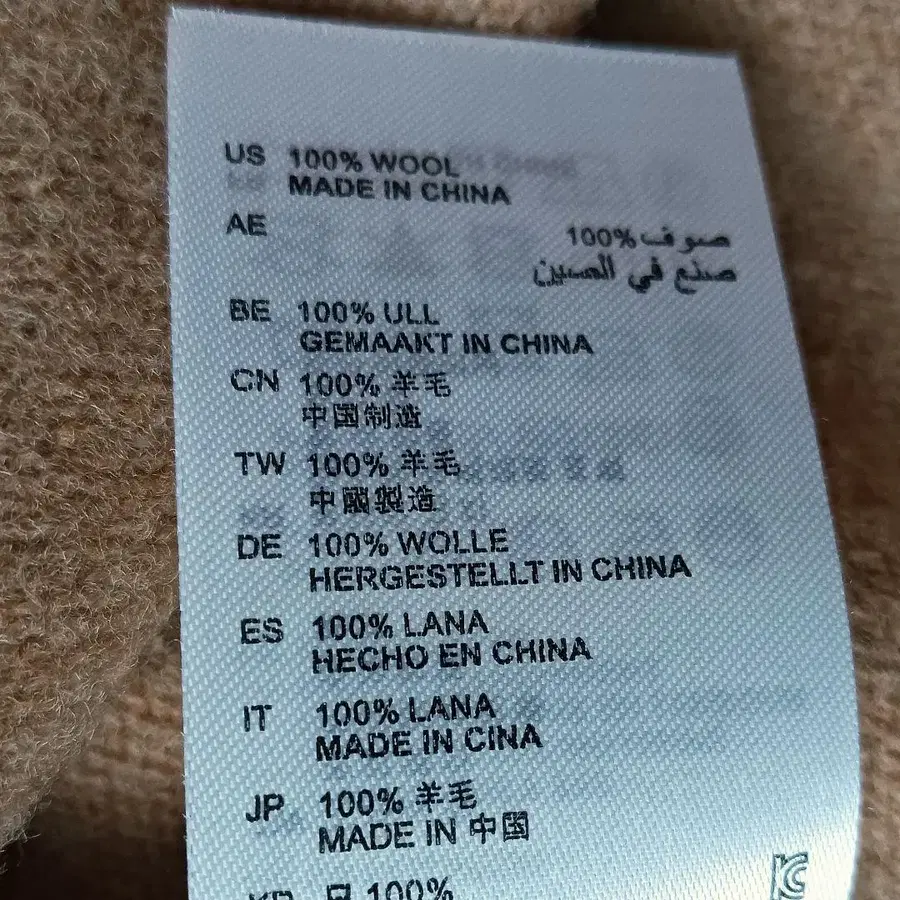 US 100% WOOL
MADE IN CHINA
AE 100% صوف
صنع في الصين
BE 100% ULL
GEMAAKT IN CHINA
CN 100% 羊毛
中国制造
TW 100% 羊毛
中國製造
DE 100% WOLLE
HERGESTELLT IN CHINA
ES 100% LANA
HECHO EN CHINA
IT 100% LANA
MADE IN CINA
JP 100% 羊毛
MADE IN 中国
KR 모 100%